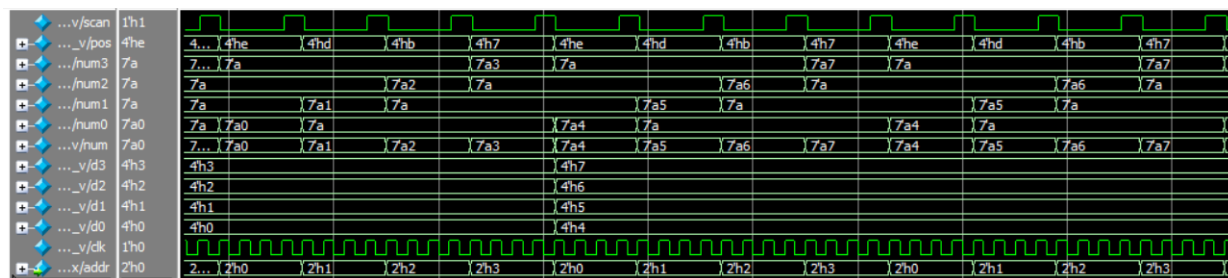 ...v/scan 1'h1
..._v/pos 4'he 4... 4'he 4'hd 4'hb 4'h7 4'he 4'hd 4'hb 4'h7 4'he 4'hd 4'hb 4'h7
.../num3 7'a 7... 7'a 7'a3 7'a 7'a7 7'a 7'a7
.../num2 7'a 7'a 7'a2 7'a 7'a6 7'a 7'a6 7'a
.../num1 7'a 7'a 7'a1 7'a 7'a5 7'a 7'a5 7'a
.../num0 7'a0 7'a 7'a0 7'a 7'a4 7'a 7'a4 7'a
...v/num 7'a0 7... 7'a0 7'a1 7'a2 7'a3 7'a4 7'a5 7'a6 7'a7 7'a4 7'a5 7'a6 7'a7
..._v/d3 4'h3 4'h3 4'h7
..._v/d2 4'h2 4'h2 4'h6
..._v/d1 4'h1 4'h1 4'h5
..._v/d0 4'h0 4'h0 4'h4
..._v/clk 1'h0
...x/addr 2'h0 2... 2'h0 2'h1 2'h2 2'h3 2'h0 2'h1 2'h2 2'h3 2'h0 2'h1 2'h2 2'h3